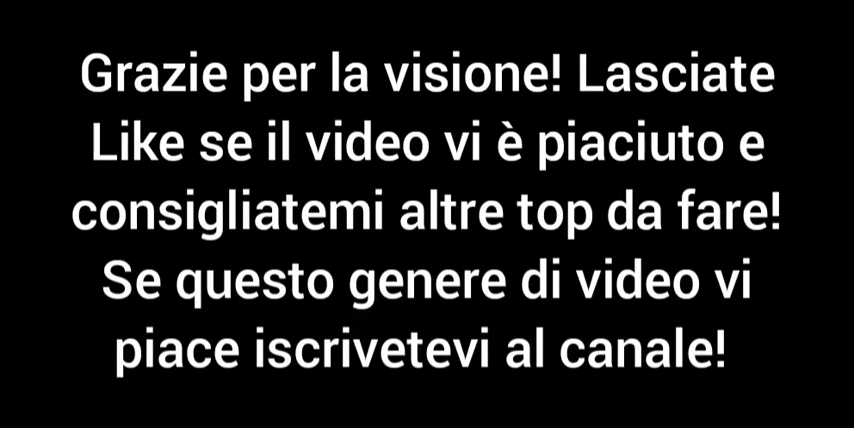 Grazie per la visione! Lasciate
Like se il video vi è piaciuto e
consigliatemi altre top da fare!
Se questo genere di video vi
piace iscrivetevi al canale!